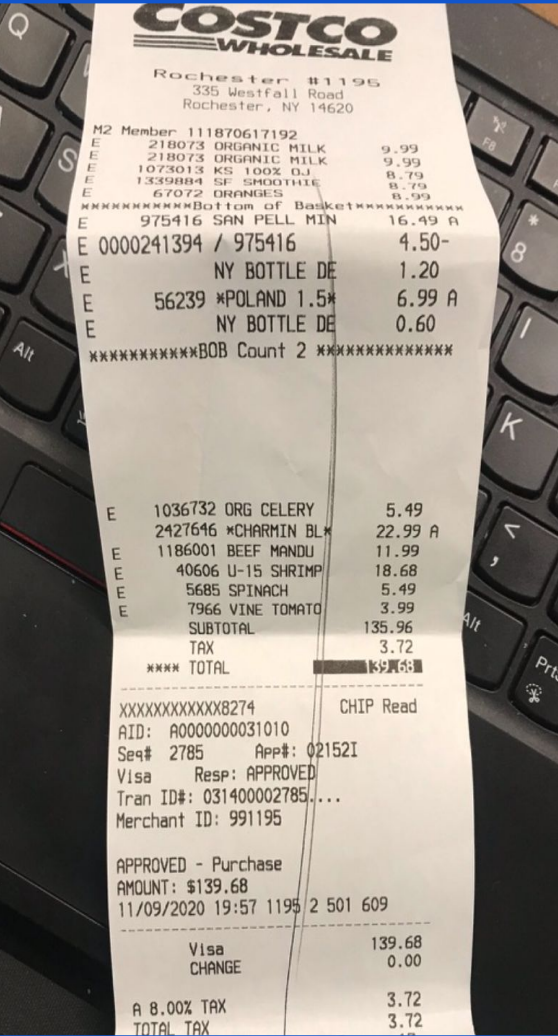 COSTCO
WHOLESALE
Rochester #1195
335 Westfall Road
Rochester, NY 14620
M2 Member 111870617192
E 218073 ORGANIC MILK 9.99
E 218073 ORGANIC MILK 9.99
E 1073013 KS 100% OJ 8.79
E 1339884 SF SMOOTHIE 8.79
E 67072 ORANGES 8.99
***********Bottom of Basket***********
E 975416 SAN PELL MIN 16.49 A
E 0000241394 / 975416 4.50-
E NY BOTTLE DE 1.20
E 56239 *POLAND 1.5* 6.99 A
E NY BOTTLE DE 0.60
***********BOB Count 2 **************
E 1036732 ORG CELERY 5.49
2427646 *CHARMIN BL* 22.99 A
E 1186001 BEEF MANDU 11.99
E 40606 U-15 SHRIMP 18.68
E 5685 SPINACH 5.49
E 7966 VINE TOMATO 3.99
SUBTOTAL 135.96
TAX 3.72
**** TOTAL 139.68
XXXXXXXXXXXX8274 CHIP Read
AID: A0000000031010
Seq# 2785 App#: 02152I
Visa Resp: APPROVED
Tran ID#: 031400002785....
Merchant ID: 991195
APPROVED - Purchase
AMOUNT: $139.68
11/09/2020 19:57 1195 2 501 609
Visa 139.68
CHANGE 0.00
A 8.00% TAX 3.72
TOTAL TAX 3.72
Q
S
X
Alt
F8
*
8
I
K
<
,
Alt
Prt